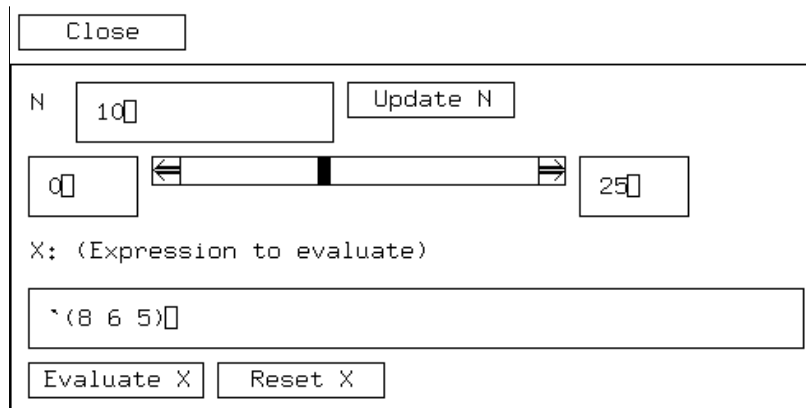 Close
N 10 Update N
0 25
X: (Expression to evaluate)
`(8 6 5)
Evaluate X Reset X